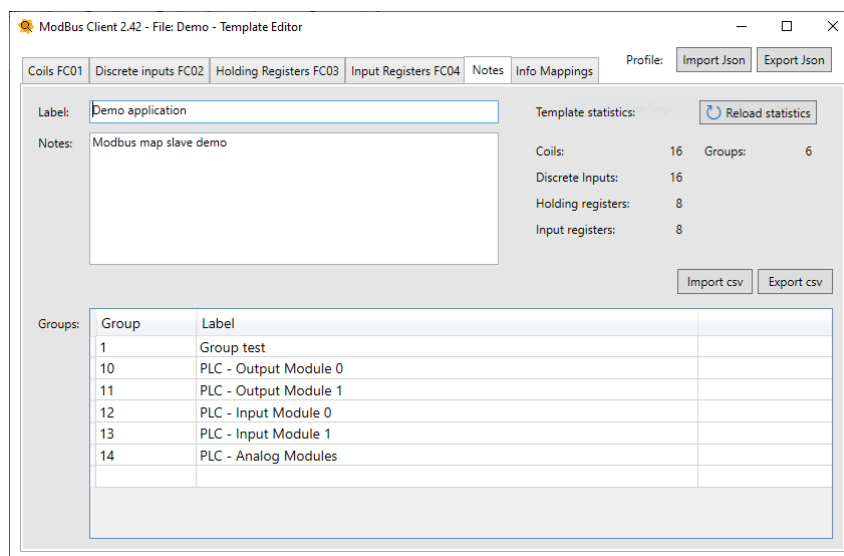 ModBus Client 2.42 - File: Demo - Template Editor
Coils FC01 Discrete inputs FC02 Holding Registers FC03 Input Registers FC04 Notes Info Mappings Profile: Import Json Export Json
Label: Demo application Template statistics: Reload statistics
Notes: Modbus map slave demo
Coils: 16 Groups: 6
Discrete Inputs: 16
Holding registers: 8
Input registers: 8
Import csv Export csv
Groups: Group Label
1 Group test
10 PLC - Output Module 0
11 PLC - Output Module 1
12 PLC - Input Module 0
13 PLC - Input Module 1
14 PLC - Analog Modules